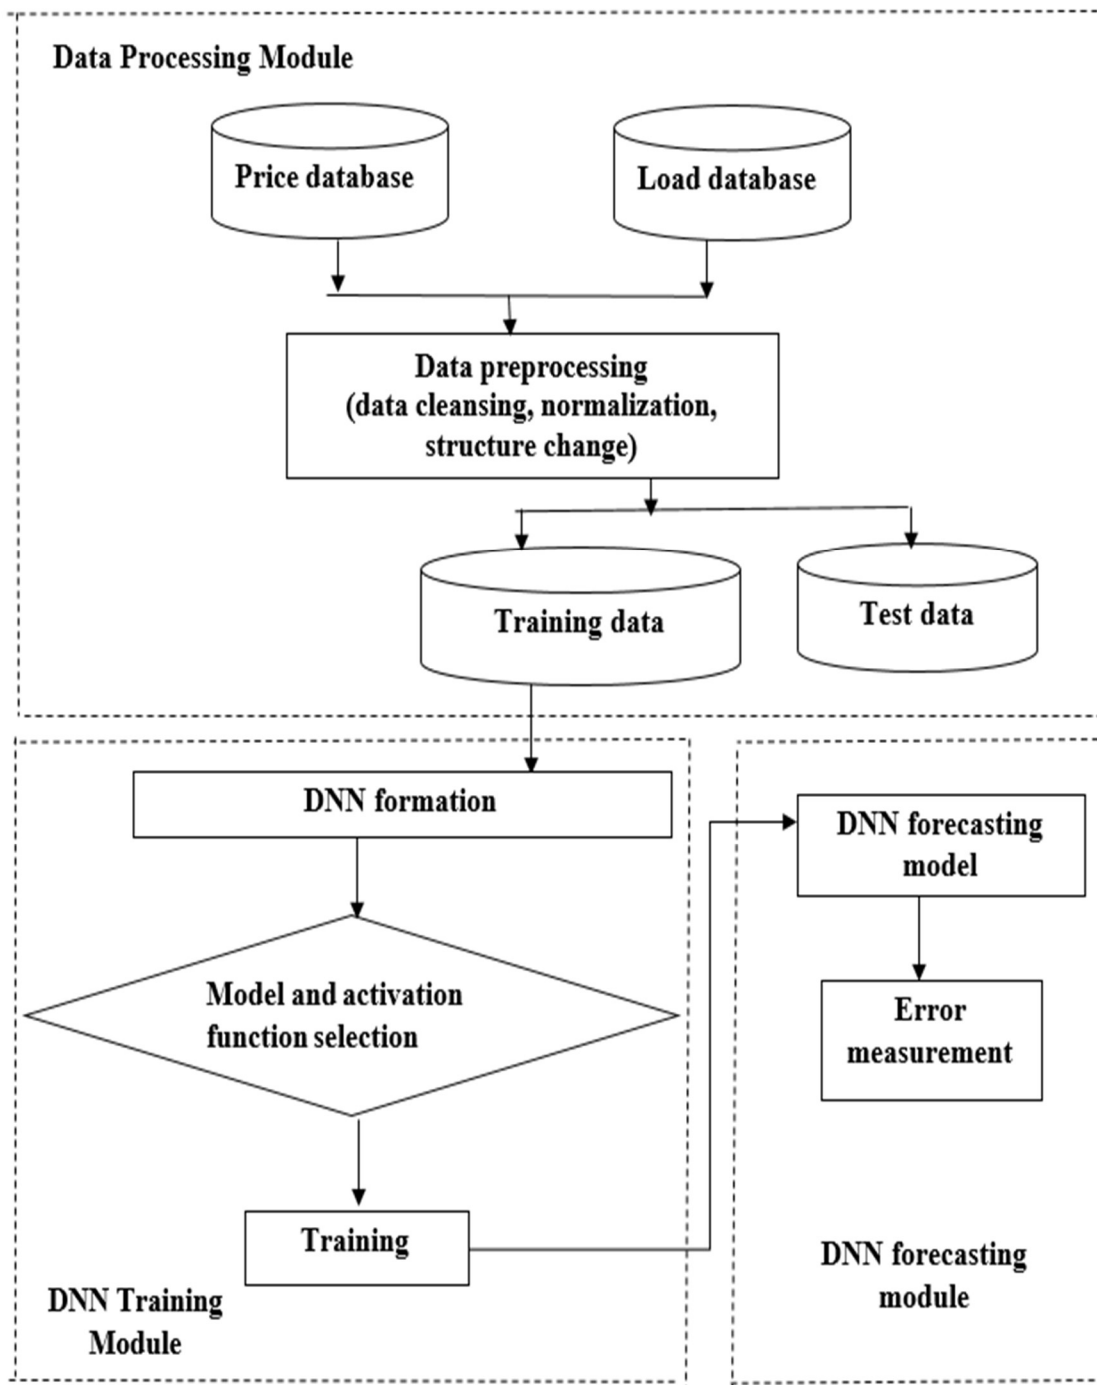 Data Processing Module
Price database
Load database
Data preprocessing
(data cleansing, normalization,
structure change)
Training data
Test data
DNN formation
Model and activation
function selection
Training
DNN Training
Module
DNN forecasting
model
Error
measurement
DNN forecasting
module